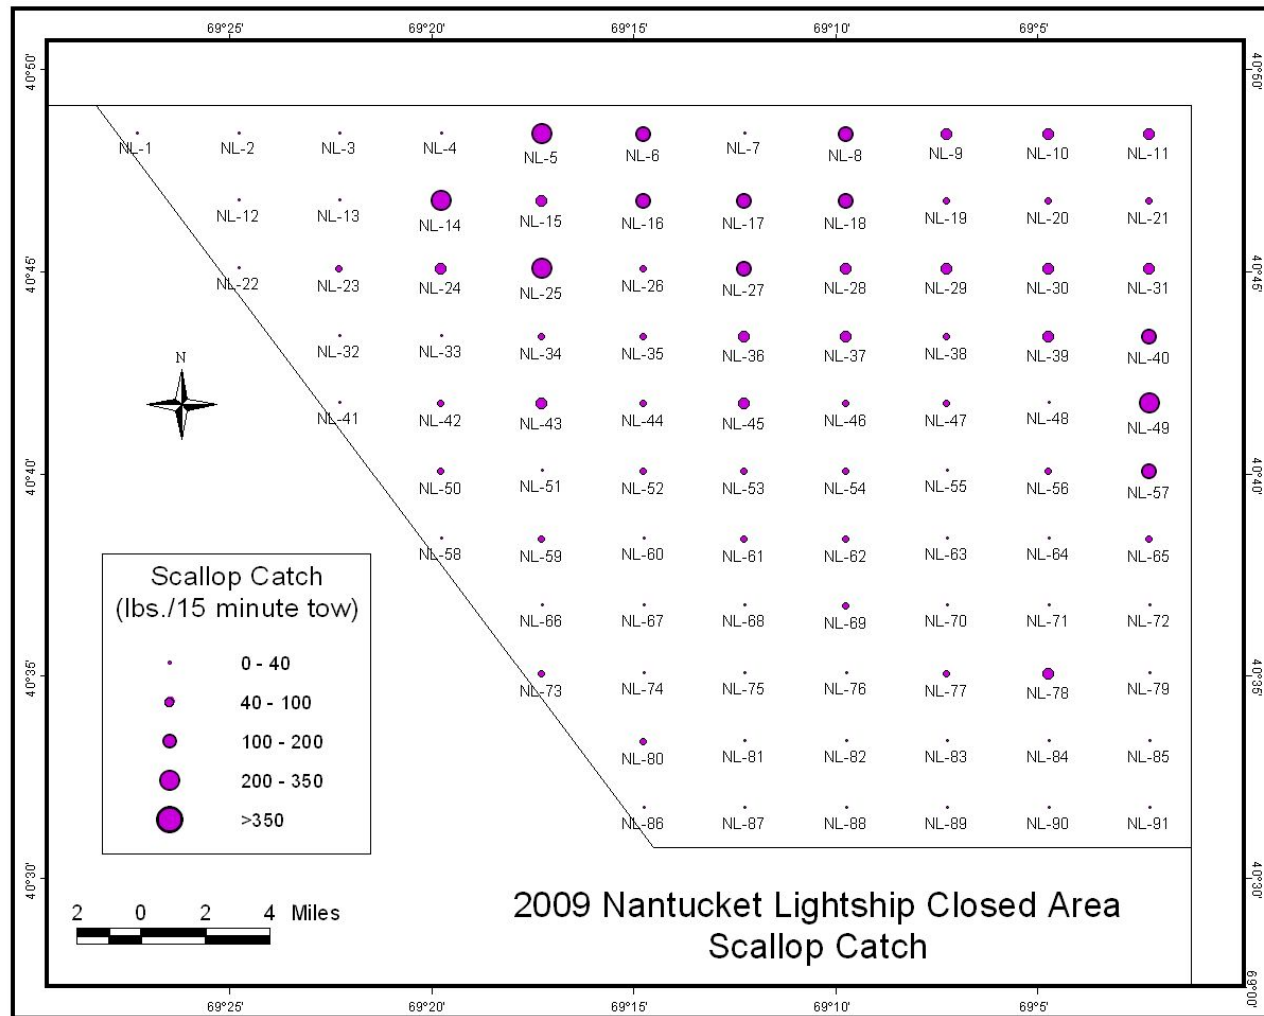 69°25' 69°20' 69°15' 69°10' 69°5'
40°50' 40°50'
NL-1 NL-2 NL-3 NL-4 NL-5 NL-6 NL-7 NL-8 NL-9 NL-10 NL-11
NL-12 NL-13 NL-14 NL-15 NL-16 NL-17 NL-18 NL-19 NL-20 NL-21
40°45' 40°45'
NL-22 NL-23 NL-24 NL-25 NL-26 NL-27 NL-28 NL-29 NL-30 NL-31
NL-32 NL-33 NL-34 NL-35 NL-36 NL-37 NL-38 NL-39 NL-40
N
NL-41 NL-42 NL-43 NL-44 NL-45 NL-46 NL-47 NL-48 NL-49
40°40' 40°40'
NL-50 NL-51 NL-52 NL-53 NL-54 NL-55 NL-56 NL-57
NL-58 NL-59 NL-60 NL-61 NL-62 NL-63 NL-64 NL-65
NL-66 NL-67 NL-68 NL-69 NL-70 NL-71 NL-72
40°35' 40°35'
NL-73 NL-74 NL-75 NL-76 NL-77 NL-78 NL-79
NL-80 NL-81 NL-82 NL-83 NL-84 NL-85
NL-86 NL-87 NL-88 NL-89 NL-90 NL-91
Scallop Catch
(lbs./15 minute tow)
0 - 40
40 - 100
100 - 200
200 - 350
>350
40°30' 40°30'
2 0 2 4 Miles
2009 Nantucket Lightship Closed Area
Scallop Catch
69°00'
69°25' 69°20' 69°15' 69°10' 69°5'